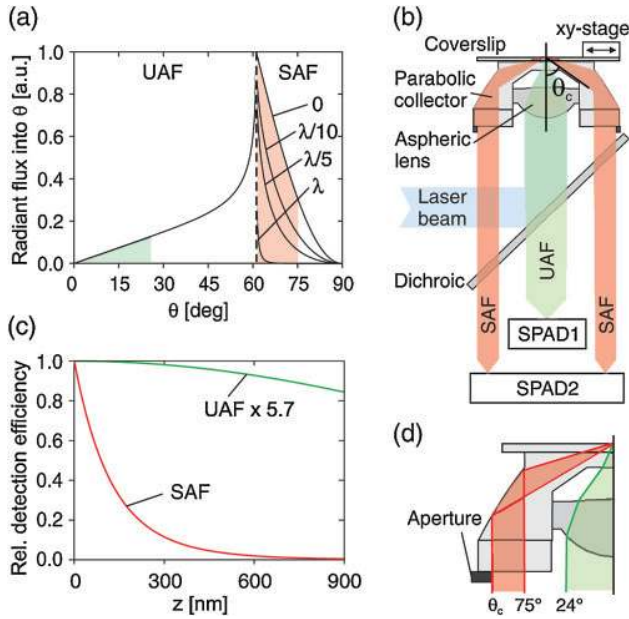 (a)
Radiant flux into θ [a.u.]
1.0
0.8
0.6
0.4
0.2
0.0
UAF
SAF
0
λ/10
λ/5
λ
0 15 30 45 60 75 90
θ [deg]
(b)
xy-stage
Coverslip
Parabolic
collector
θc
Aspheric
lens
Laser
beam
Dichroic
SAF
UAF
SAF
SPAD1
SPAD2
(c)
Rel. detection efficiency
1.0
0.8
0.6
0.4
0.2
0.0
UAF x 5.7
SAF
0 300 600 900
z [nm]
(d)
Aperture
θc 75º 24º